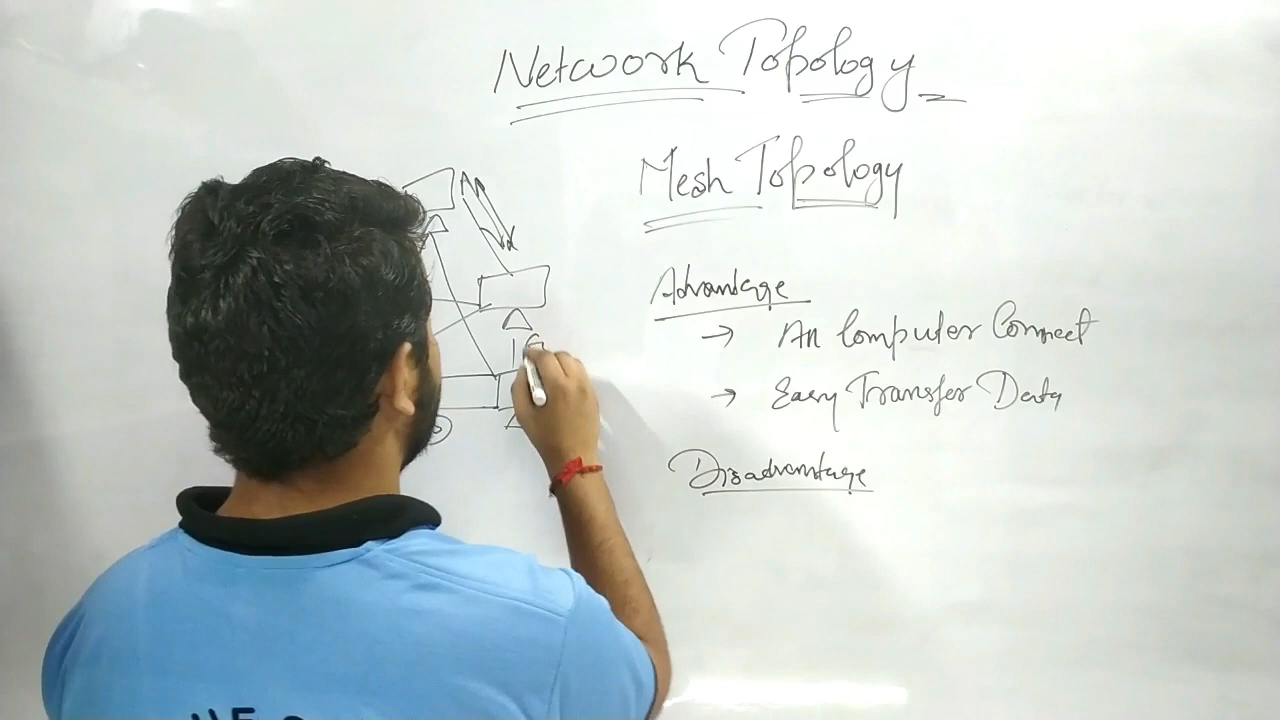 Network Topology
Mesh Topology
Advantage
→ All Computer Connect
→ Easy Transfer Data
Disadvantage